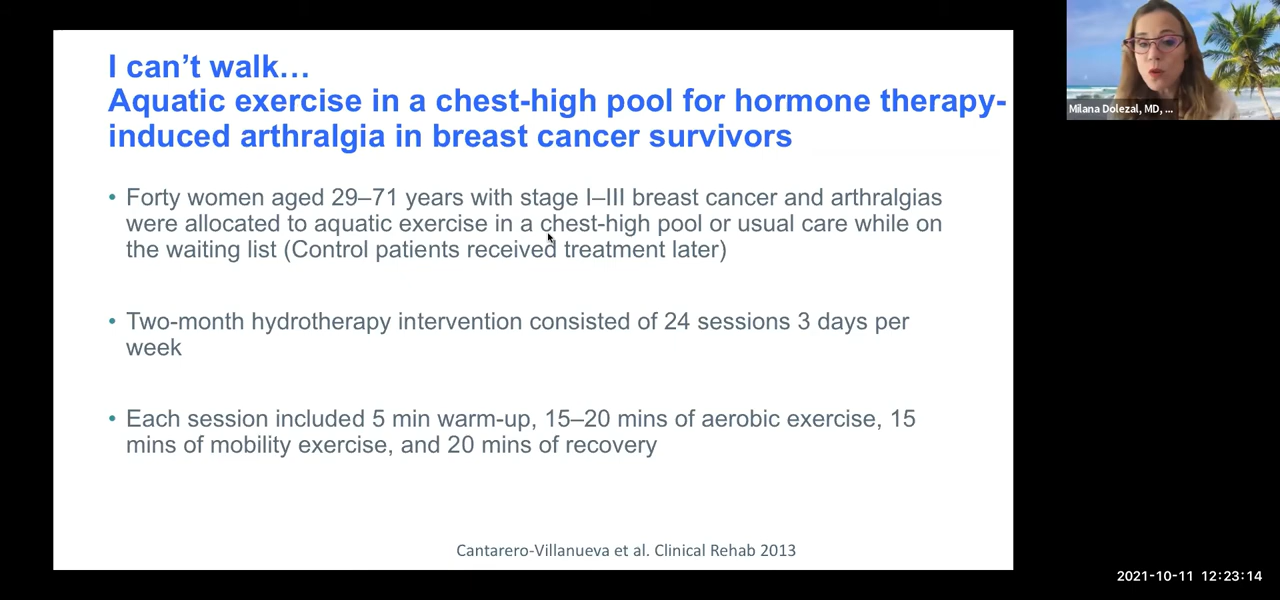 I can't walk…
Aquatic exercise in a chest-high pool for hormone therapy-
induced arthralgia in breast cancer survivors
• Forty women aged 29–71 years with stage I–III breast cancer and arthralgias
were allocated to aquatic exercise in a chest-high pool or usual care while on
the waiting list (Control patients received treatment later)
• Two-month hydrotherapy intervention consisted of 24 sessions 3 days per
week
• Each session included 5 min warm-up, 15–20 mins of aerobic exercise, 15
mins of mobility exercise, and 20 mins of recovery
Cantarero-Villanueva et al. Clinical Rehab 2013
Milana Dolezal, MD, ...
2021-10-11 12:23:14